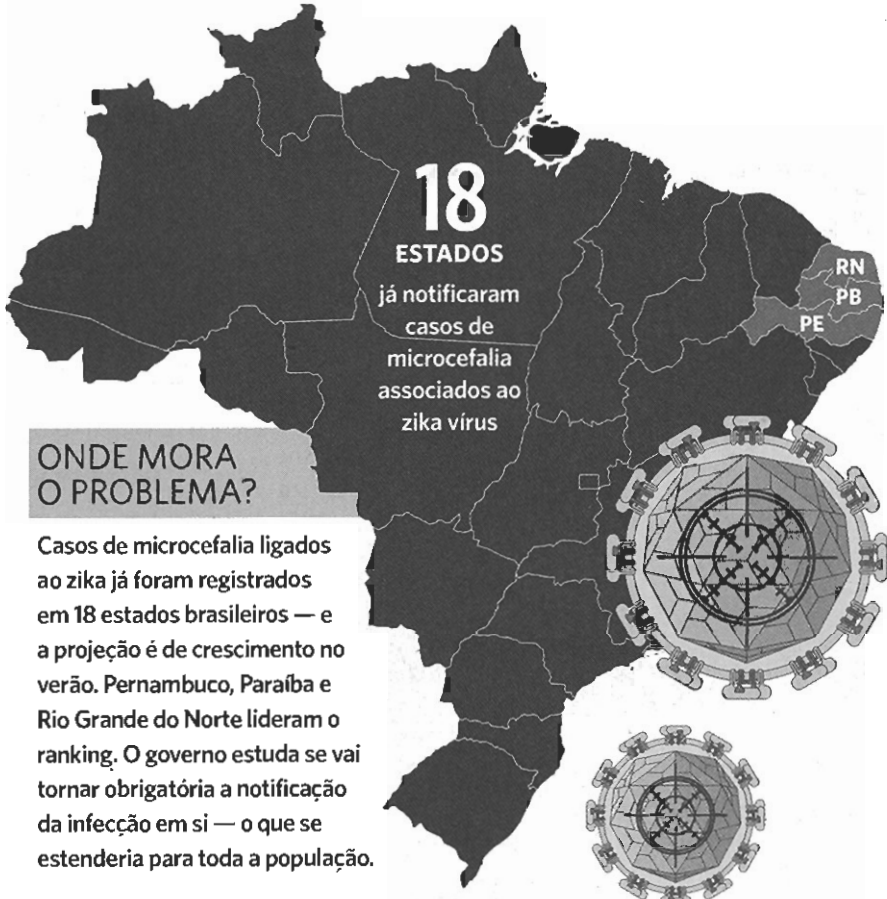 18
ESTADOS
já notificaram
casos de
microcefalia
associados ao
zika vírus
RN
PB
PE
ONDE MORA
O PROBLEMA?
Casos de microcefalia ligados
ao zika já foram registrados
em 18 estados brasileiros — e
a projeção é de crescimento no
verão. Pernambuco, Paraíba e
Rio Grande do Norte lideram o
ranking. O governo estuda se vai
tornar obrigatória a notificação
da infecção em si — o que se
estenderia para toda a população.